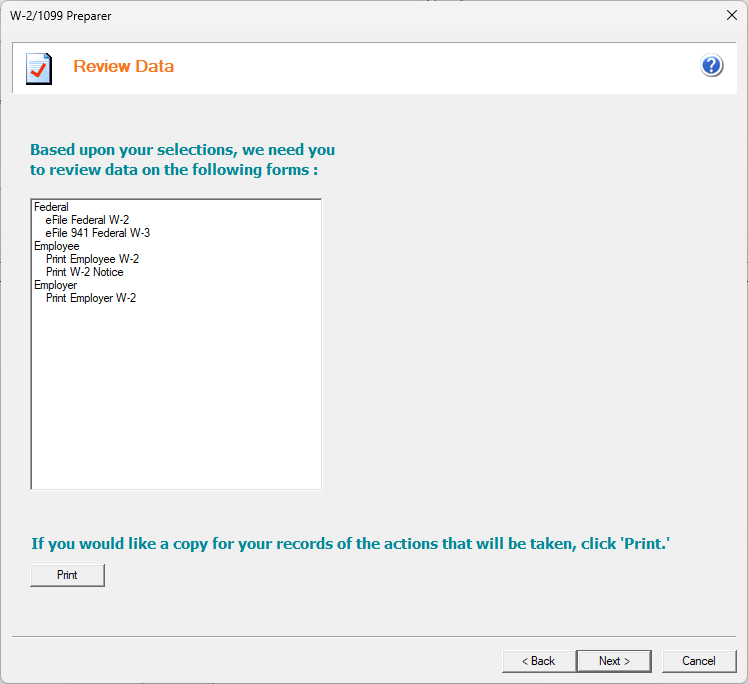 W-2/1099 Preparer
Review Data
?
Based upon your selections, we need you
to review data on the following forms :
Federal
eFile Federal W-2
eFile 941 Federal W-3
Employee
Print Employee W-2
Print W-2 Notice
Employer
Print Employer W-2
If you would like a copy for your records of the actions that will be taken, click 'Print.'
Print
< Back
Next >
Cancel